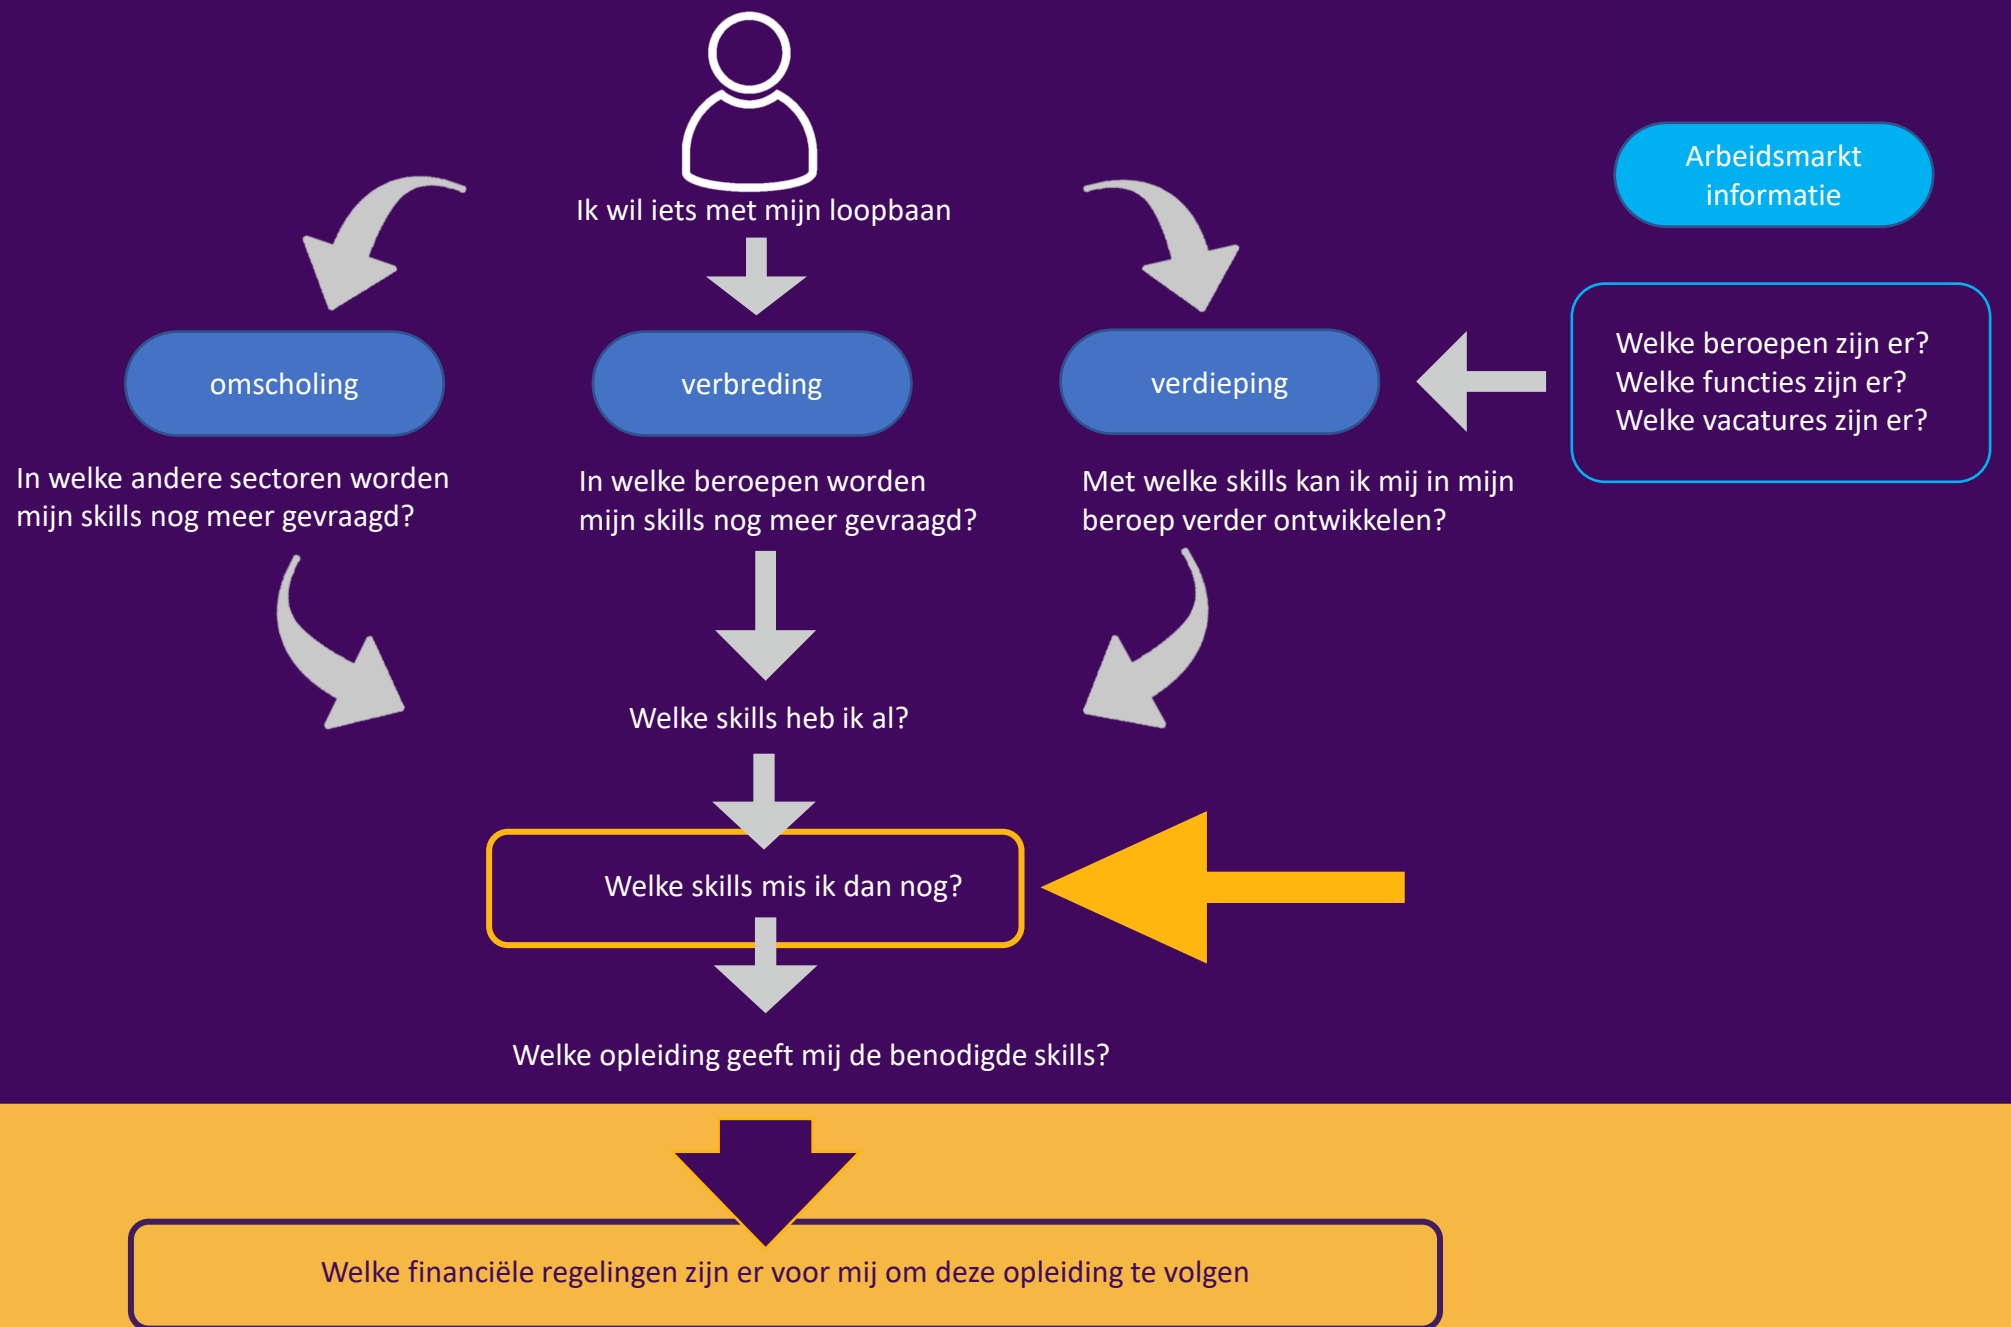 Ik wil iets met mijn loopbaan
Arbeidsmarkt
informatie
omscholing
verbreding
verdieping
Welke beroepen zijn er?
Welke functies zijn er?
Welke vacatures zijn er?
In welke andere sectoren worden
mijn skills nog meer gevraagd?
In welke beroepen worden
mijn skills nog meer gevraagd?
Met welke skills kan ik mij in mijn
beroep verder ontwikkelen?
Welke skills heb ik al?
Welke skills mis ik dan nog?
Welke opleiding geeft mij de benodigde skills?
Welke financiële regelingen zijn er voor mij om deze opleiding te volgen